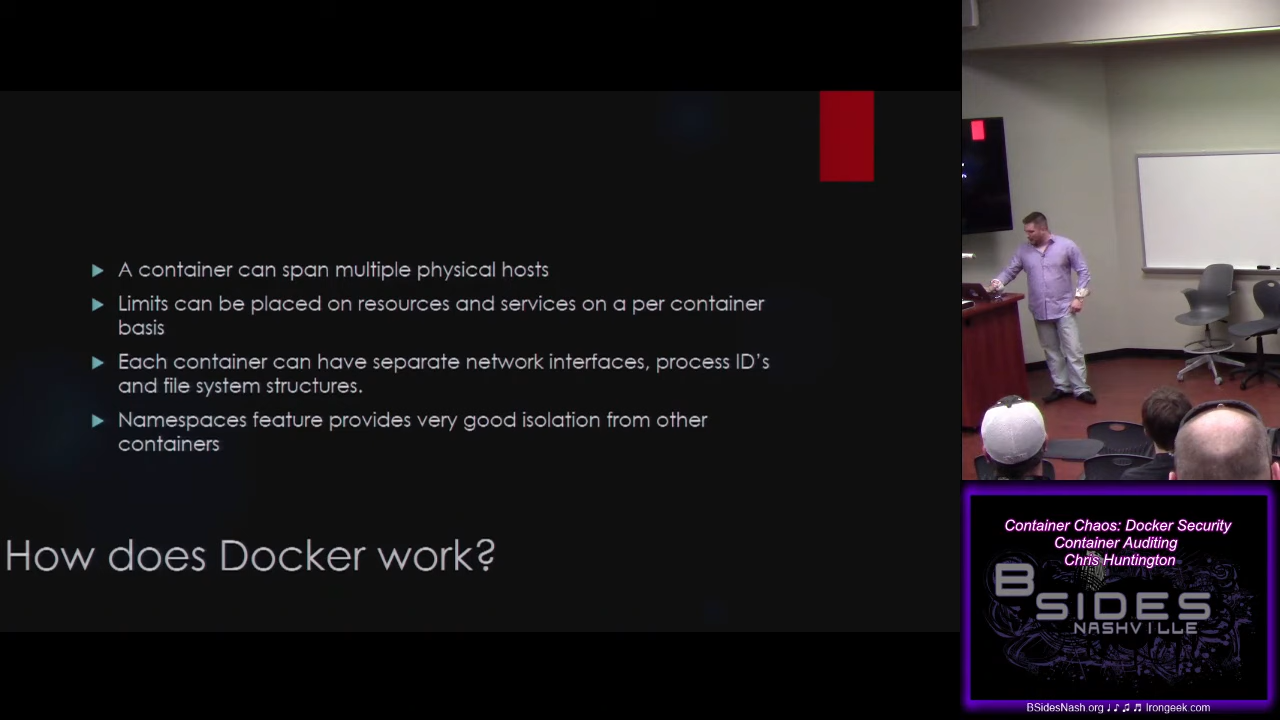 A container can span multiple physical hosts
Limits can be placed on resources and services on a per container
basis
Each container can have separate network interfaces, process ID's
and file system structures.
Namespaces feature provides very good isolation from other
containers
How does Docker work?
Container Chaos: Docker Security
Container Auditing
Chris Huntington
BSIDES
NASHVILLE
BSidesNash.org ♩ ♪ ♫ ♬ Irongeek.com